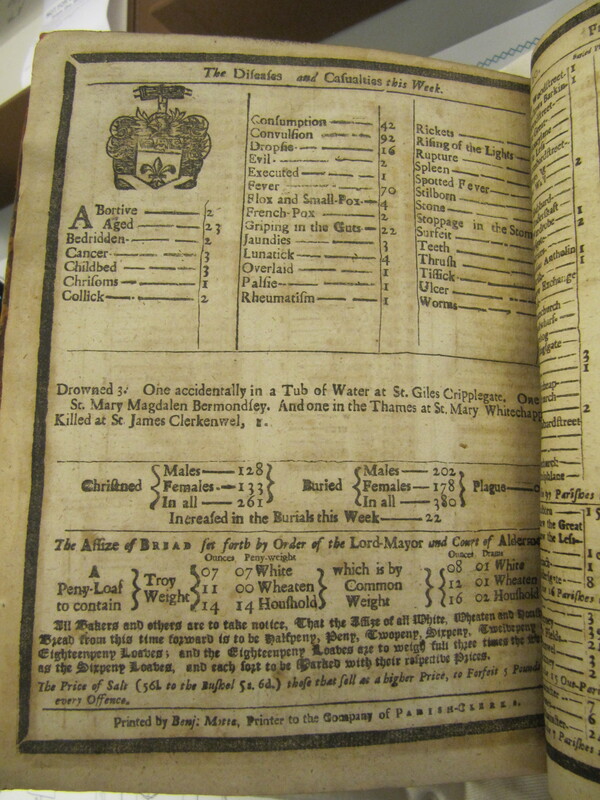 The Diseases and Casualties this Week.
ABortive 2
Aged 23
Bedridden 2
Cancer 3
Childbed 3
Chrisoms 1
Collick 2
Consumption 42
Convulsion 92
Dropsie 16
Evil 2
Executed 1
Fever 70
Flox and Small-Pox 4
French-Pox 2
Griping in the Guts 22
Jaundies 3
Lunatick 4
Overlaid 1
Palsie 1
Rheumatism 1
Rickets
Rising of the Lights
Rupture
Spleen
Spotted Fever
Stilborn
Stone
Stoppage in the Stom
Surfeit
Teeth
Thrush
Tissick
Ulcer
Worms
Drowned 3. One accidentally in a Tub of Water at St. Giles Cripplegate. One
St. Mary Magdalen Bermondsey. And one in the Thames at St. Mary Whitechap
Killed at St James Clerkenwel, 1.
Christned { Males 128 Females 133 In all 261 } Buried { Males 202 Females 178 In all 380 } Plague
Increased in the Burials this Week 22
The Assize of BREAD set forth by Order of the Lord-Mayor and Court of Alderm
Ounces Peny-weight Ounces Drams
A Peny-Loaf to contain { Troy Weight { 07 07 White 11 00 Wheaten 14 14 Houshold } which is by Common Weight { 08 01 White 12 01 Wheaten 16 02 Houshold
All Bakers and others are to take notice, That the Assize of all White, Wheaten and Housh
Bread from this time forward is to be Halfpeny, Peny, Twopeny, Sixpeny, Twelvepeny
Eighteenpeny Loaves; and the Eighteenpeny Loaves are to weigh full three times the
as the Sixpeny Loaves, and each sort to be Marked with their respective Prices.
The Price of Salt (56l. to the Bushel 5s. 6d.) those that sell at a higher Price, to Forfeit 5 Pounds
every Offence.
Printed by Benj. Motte, Printer to the Company of PARISH-CLERKS.